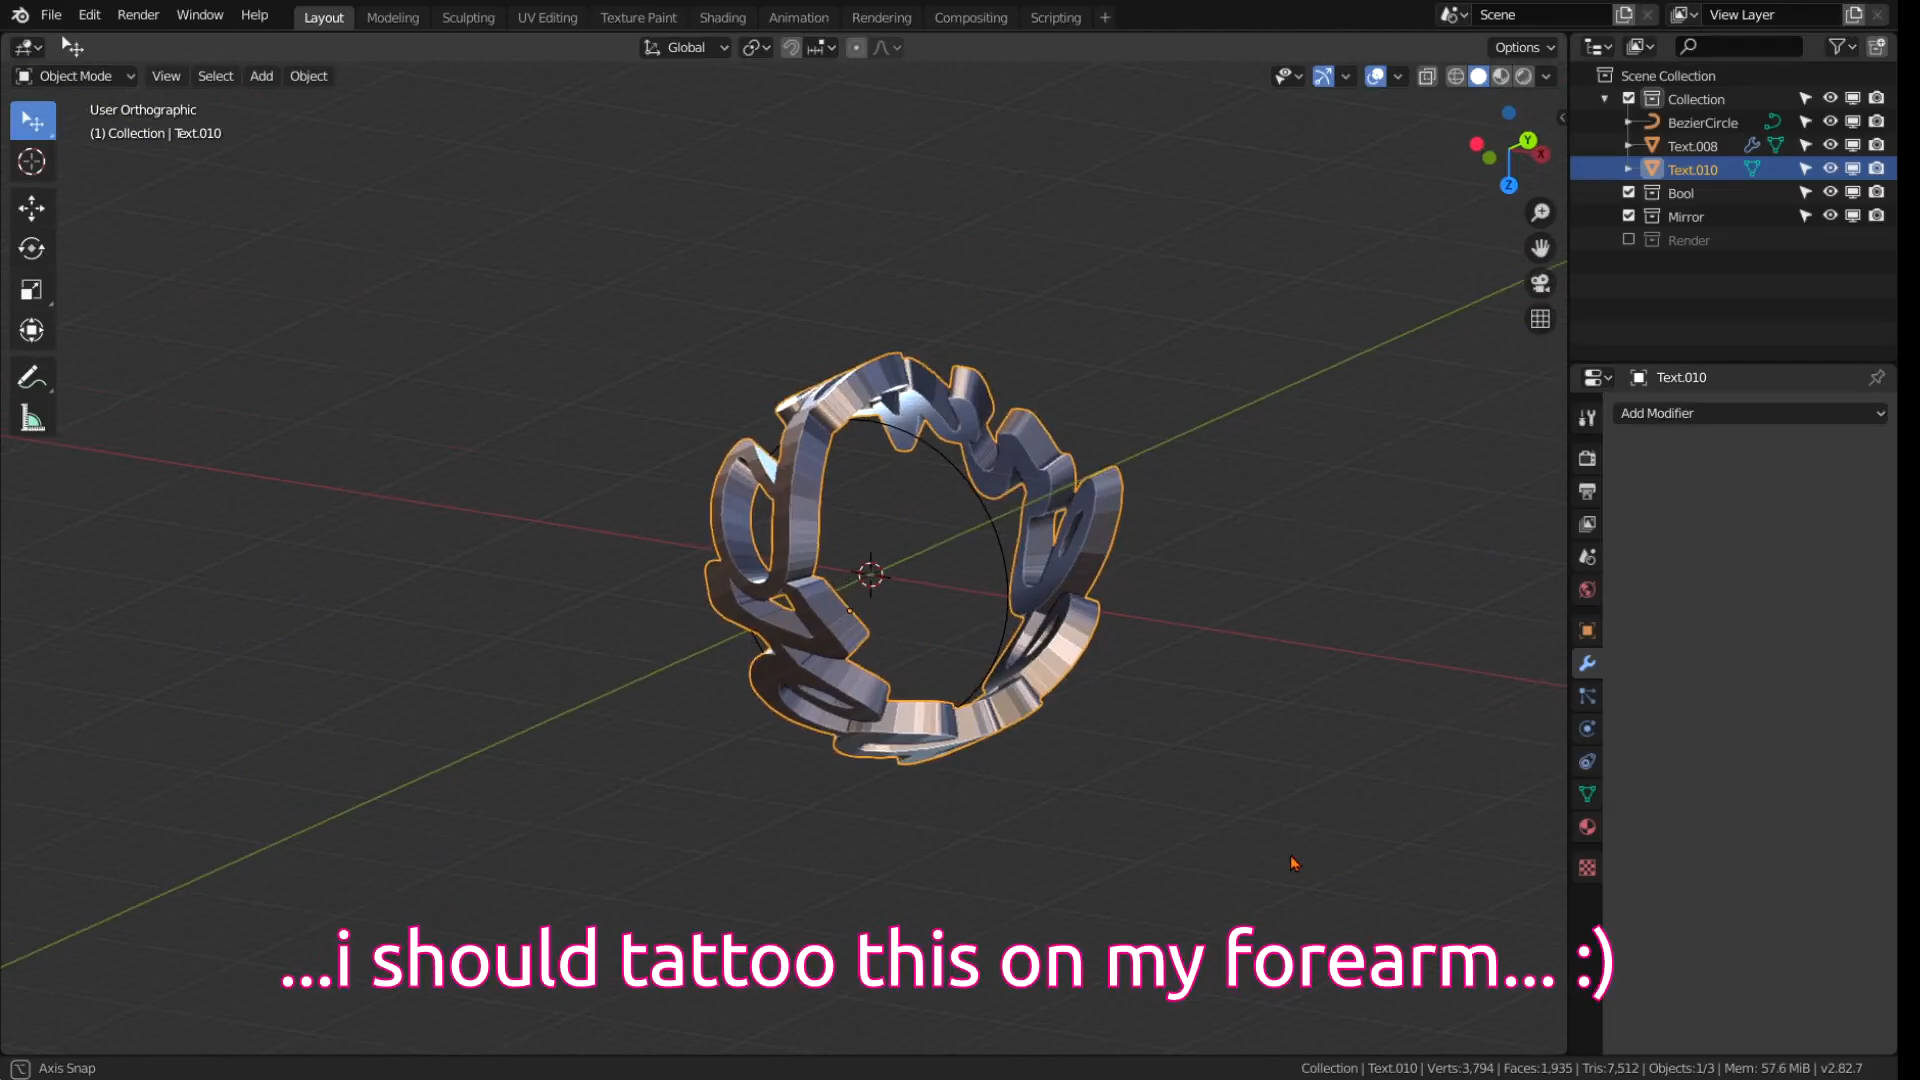 File Edit Render Window Help Layout Modeling Sculpting UV Editing Texture Paint Shading Animation Rendering Compositing Scripting + Scene View Layer
Global Options
Object Mode View Select Add Object
User Orthographic
(1) Collection | Text.010
Y
X
Z
Scene Collection
Collection
BezierCircle
Text.008
Text.010
Bool
Mirror
Render
Text.010
Add Modifier
...i should tattoo this on my forearm... :)
Axis Snap
Collection | Text.010 | Verts:3,794 | Faces:1,935 | Tris:7,512 | Objects:1/3 | Mem: 57.6 MiB | v2.82.7